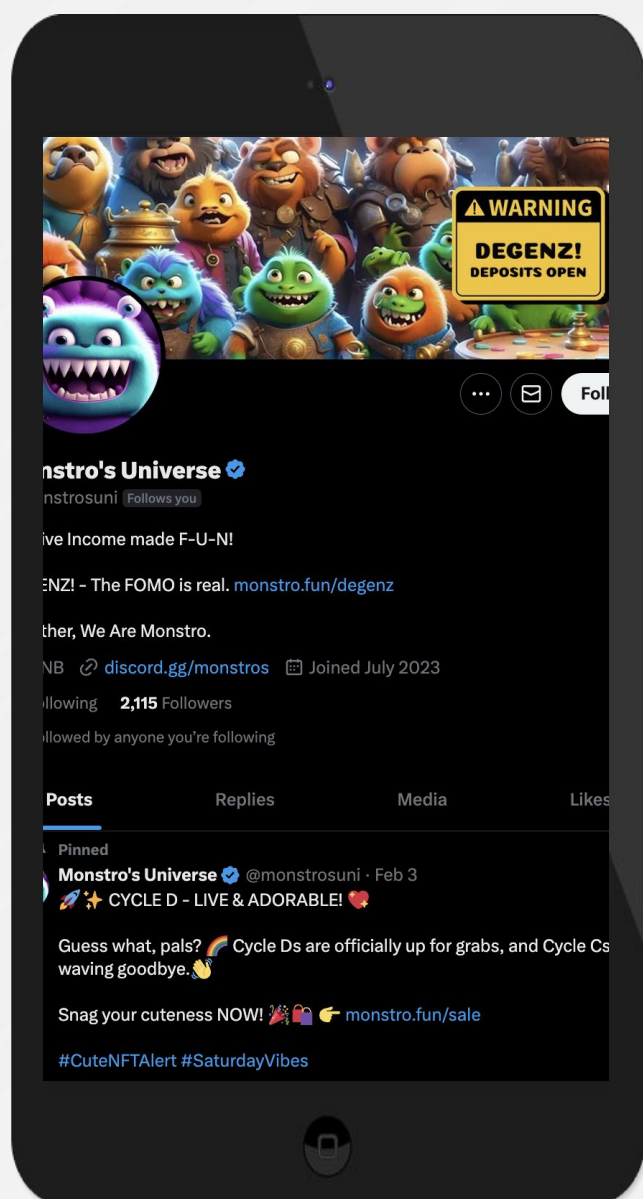 WARNING
DEGENZ!
DEPOSITS OPEN
Foll
nstro's Universe
nstrosuni Follows you
ive Income made F-U-N!
ENZ! - The FOMO is real. monstro.fun/degenz
ther, We Are Monstro.
NB discord.gg/monstros Joined July 2023
llowing 2,115 Followers
llowed by anyone you're following
Posts Replies Media Likes
Pinned
Monstro's Universe @monstrosuni · Feb 3
🚀✨ CYCLE D - LIVE & ADORABLE! 💖
Guess what, pals? 🌈 Cycle Ds are officially up for grabs, and Cycle Cs
waving goodbye.👋
Snag your cuteness NOW! 🎉🛍️ 👉 monstro.fun/sale
#CuteNFTAlert #SaturdayVibes